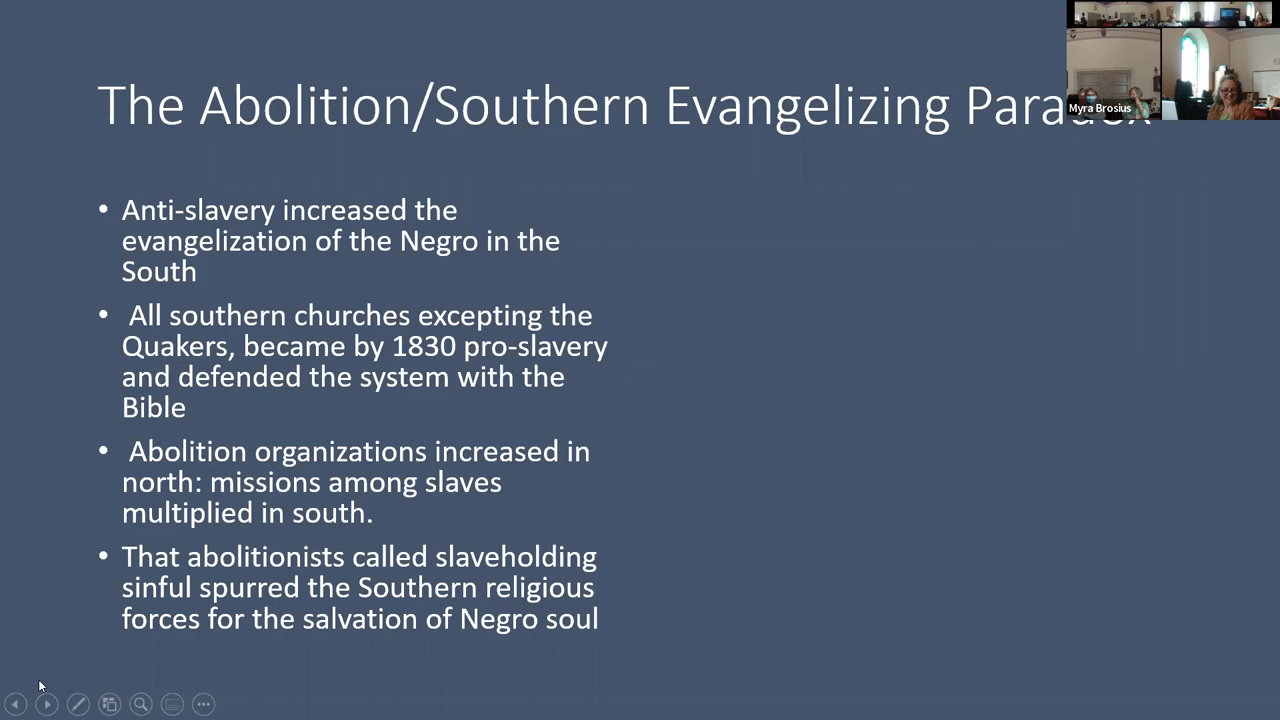 The Abolition/Southern Evangelizing Paradox
Myra Brosius
• Anti-slavery increased the
evangelization of the Negro in the
South
• All southern churches excepting the
Quakers, became by 1830 pro-slavery
and defended the system with the
Bible
• Abolition organizations increased in
north: missions among slaves
multiplied in south.
• That abolitionists called slaveholding
sinful spurred the Southern religious
forces for the salvation of Negro soul